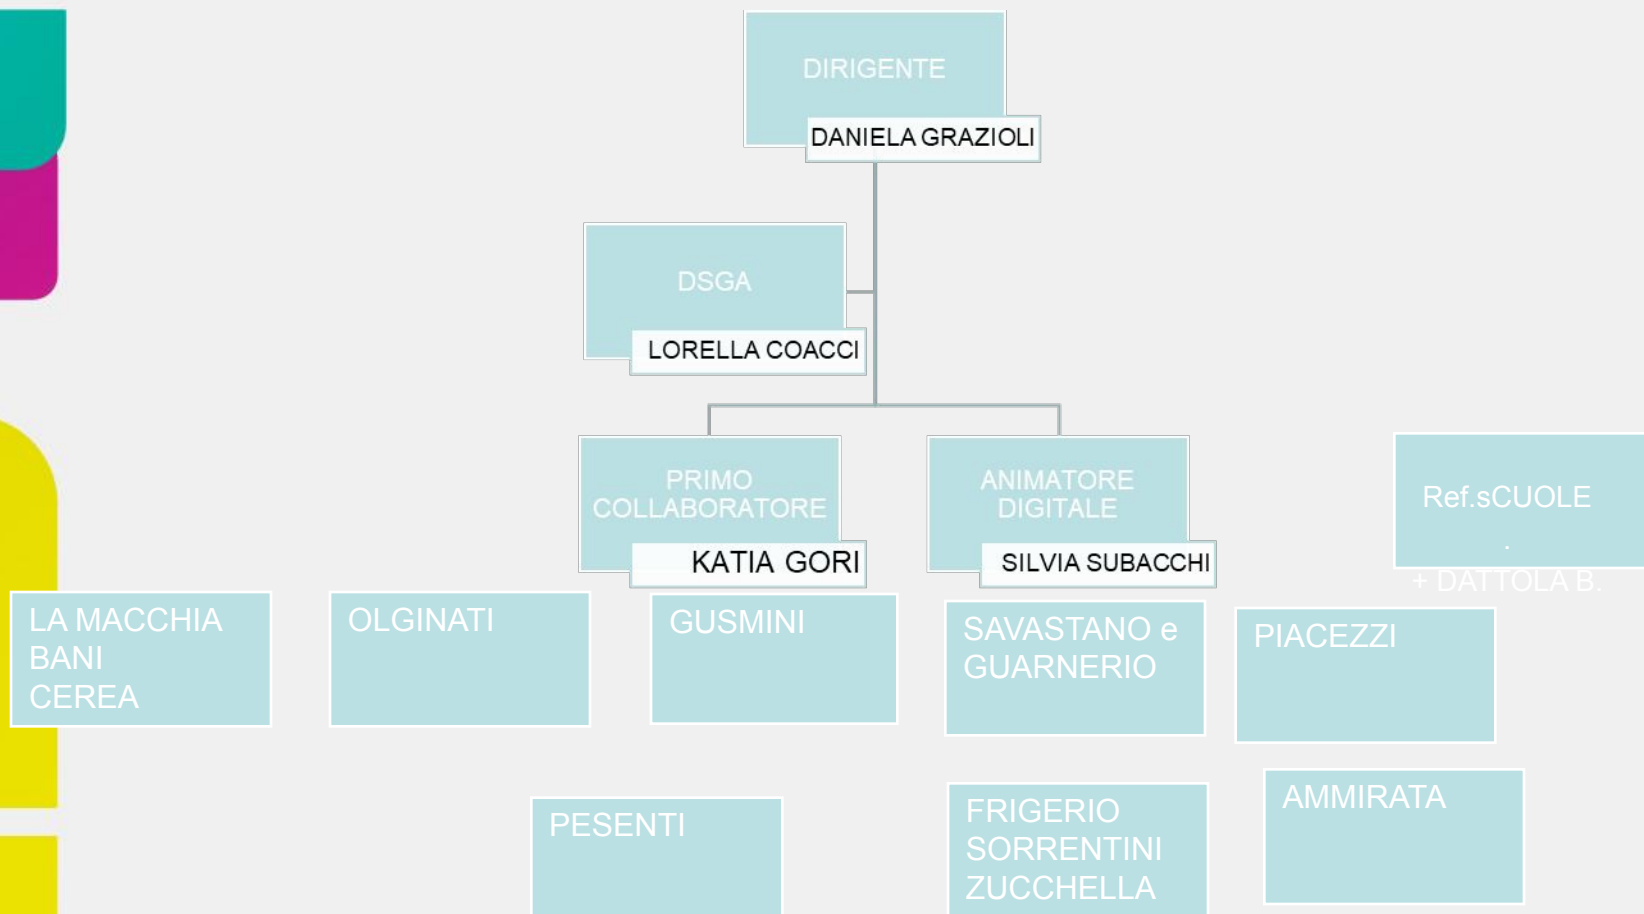 DIRIGENTE
DANIELA GRAZIOLI
DSGA
LORELLA COACCI
PRIMO
COLLABORATORE
KATIA GORI
ANIMATORE
DIGITALE
SILVIA SUBACCHI
Ref.sCUOLE
.
+ DATTOLA B.
LA MACCHIA
BANI
CEREA
OLGINATI
GUSMINI
SAVASTANO e
GUARNERIO
PIACEZZI
PESENTI
FRIGERIO
SORRENTINI
ZUCCHELLA
AMMIRATA